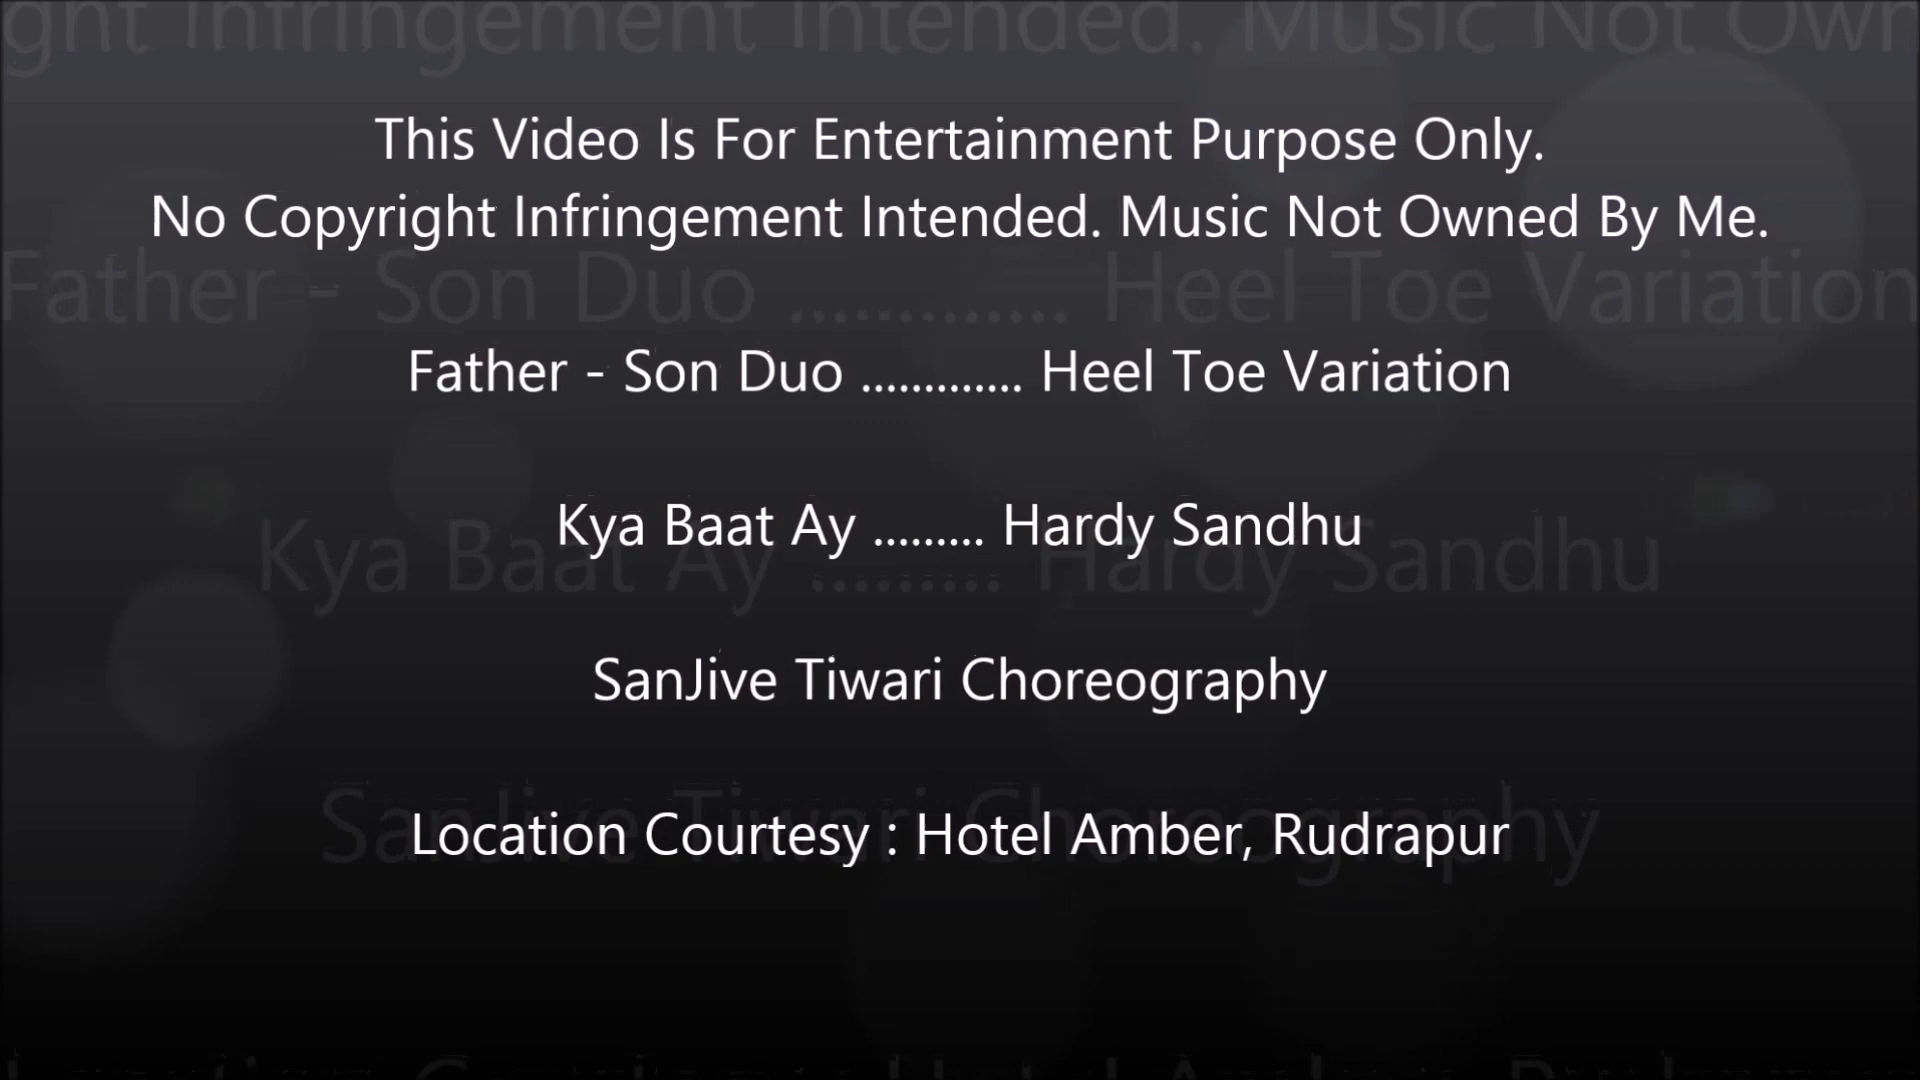 This Video Is For Entertainment Purpose Only.
No Copyright Infringement Intended. Music Not Owned By Me.
Father - Son Duo ............. Heel Toe Variation
Kya Baat Ay ......... Hardy Sandhu
SanJive Tiwari Choreography
Location Courtesy : Hotel Amber, Rudrapur